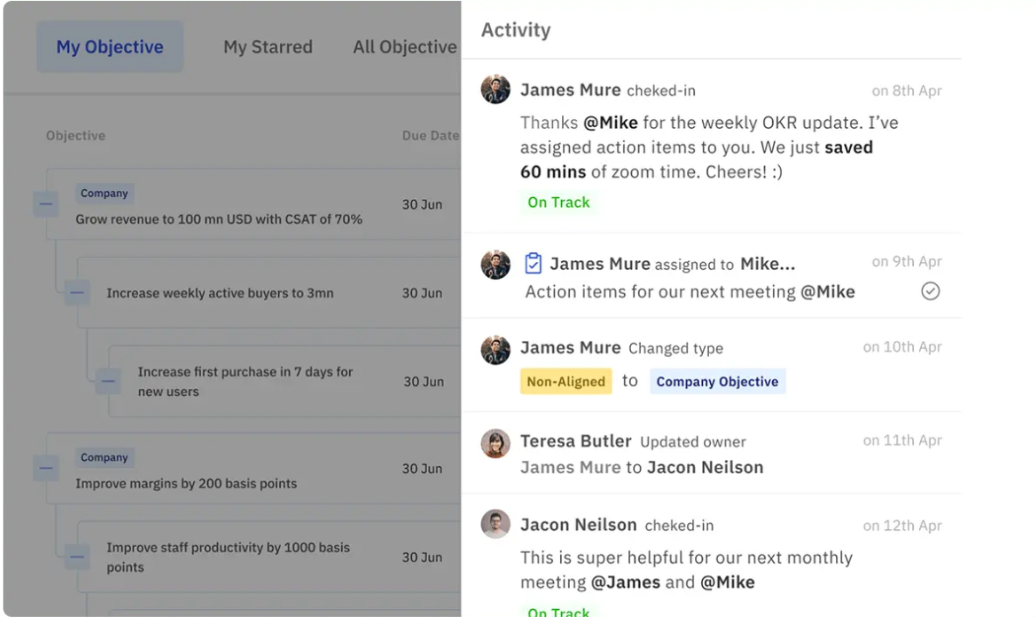 My Objective
My Starred
All Objective
Objective
Due Date
Company
Grow revenue to 100 mn USD with CSAT of 70%
30 Jun
Increase weekly active buyers to 3mn
30 Jun
Increase first purchase in 7 days for
new users
30 Jun
Company
Improve margins by 200 basis points
30 Jun
Improve staff productivity by 1000 basis
points
30 Jun
Activity
James Mure cheked-in
on 8th Apr
Thanks @Mike for the weekly OKR update. I’ve
assigned action items to you. We just saved
60 mins of zoom time. Cheers! :)
On Track
James Mure assigned to Mike...
on 9th Apr
Action items for our next meeting @Mike
James Mure Changed type
on 10th Apr
Non-Aligned to Company Objective
Teresa Butler Updated owner
on 11th Apr
James Mure to Jacon Neilson
Jacon Neilson cheked-in
on 12th Apr
This is super helpful for our next monthly
meeting @James and @Mike
On Track